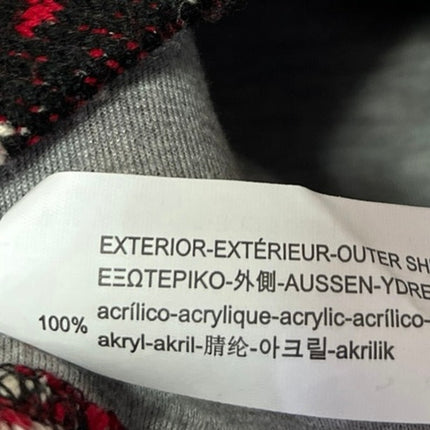 EXTERIOR-EXTÉRIEUR-OUTER SH
ΕΞΩΤΕΡΙΚΟ-外側-AUSSEN-YDRE
100% acrílico-acrylique-acrylic-acrílico-
akryl-akril-腈纶-아크릴-akrilik